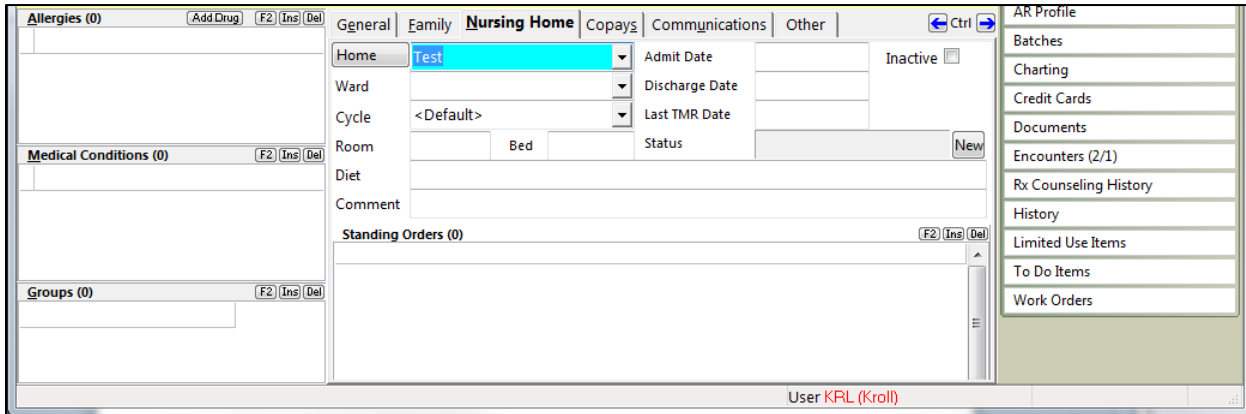 Allergies (0) Add Drug F2 Ins Del
General Family Nursing Home Copays Communications Other Ctrl
Home Test Admit Date Inactive
Ward Discharge Date
Cycle <Default> Last TMR Date
Room Bed Status New
Diet
Comment
Medical Conditions (0) F2 Ins Del
Standing Orders (0) F2 Ins Del
Groups (0) F2 Ins Del
AR Profile
Batches
Charting
Credit Cards
Documents
Encounters (2/1)
Rx Counseling History
History
Limited Use Items
To Do Items
Work Orders
User KRL (Kroll)